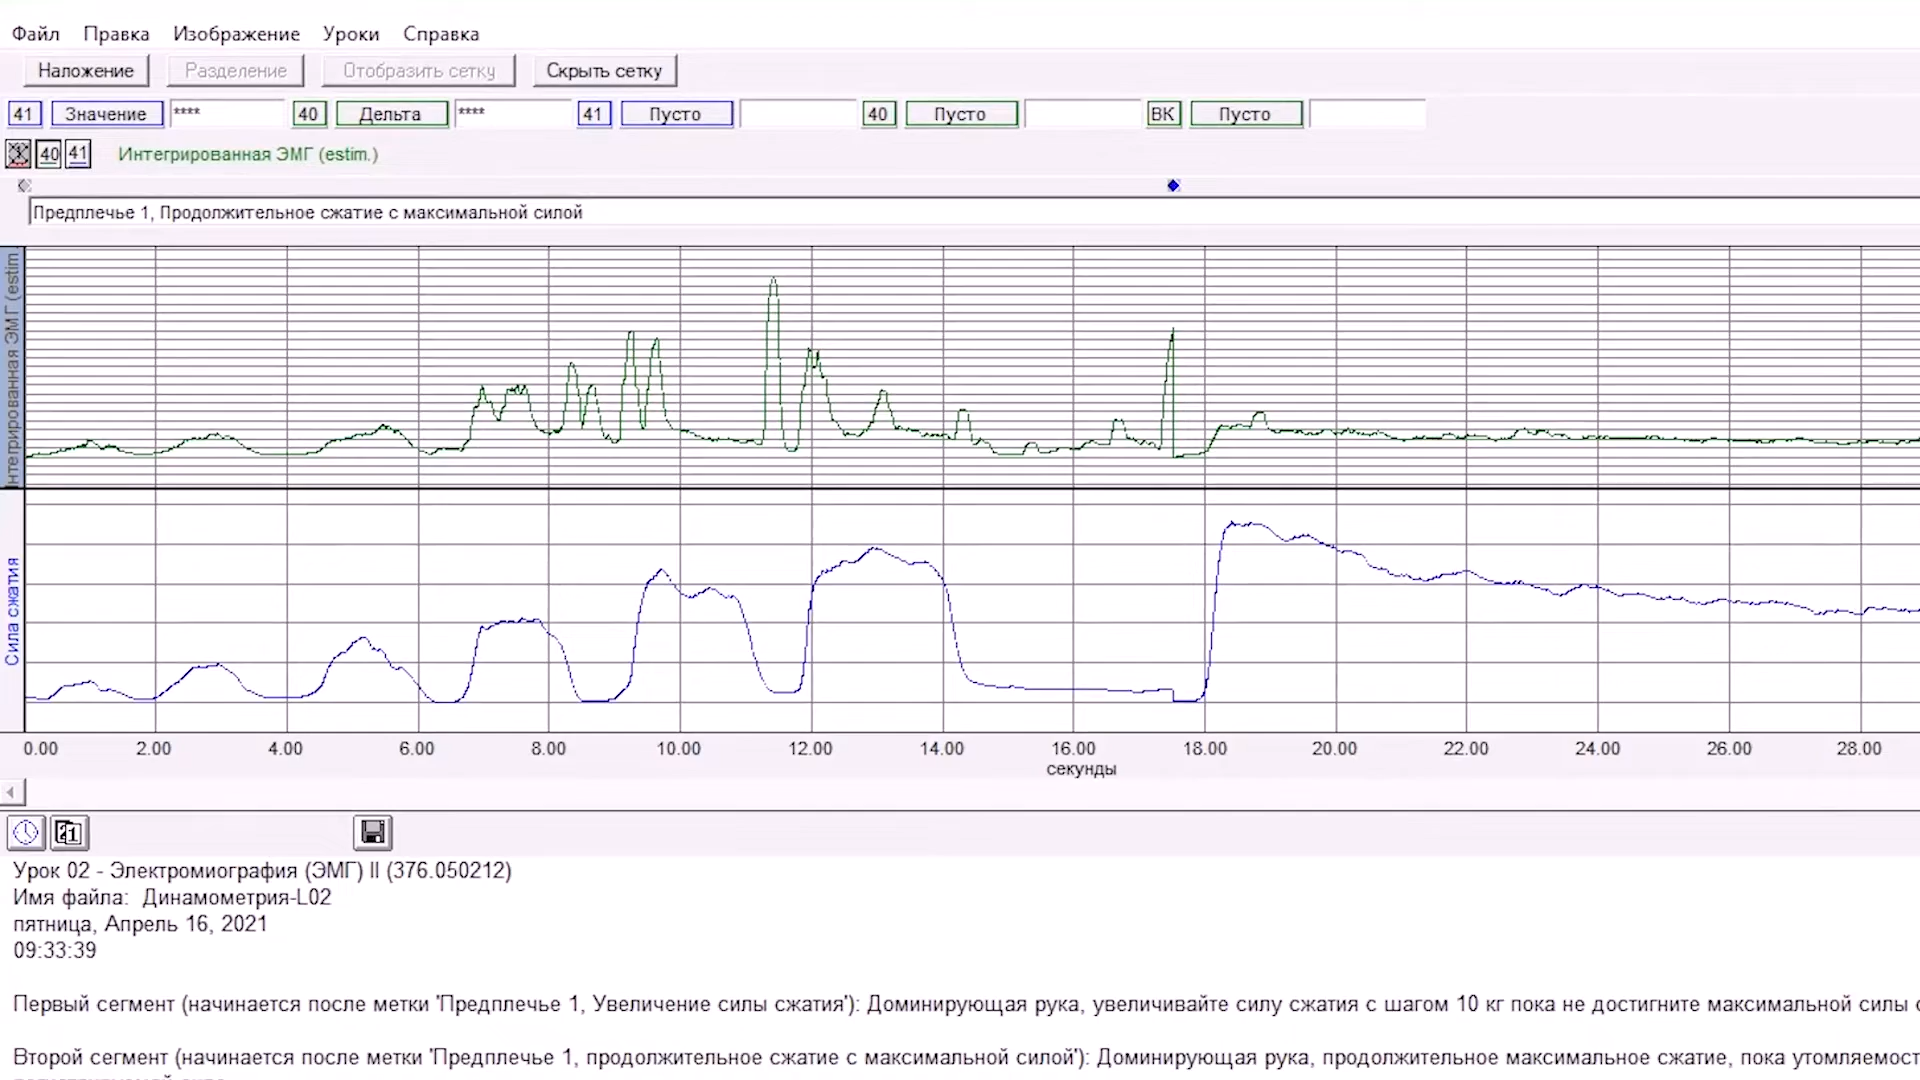 Файл Правка Изображение Уроки Справка
Наложение Разделение Отобразить сетку Скрыть сетку
41 Значение **** 40 Дельта **** 41 Пусто 40 Пусто ВК Пусто
40 41 Интегрированная ЭМГ (estim.)
Предплечье 1, Продолжительное сжатие с максимальной силой
нтегрированная ЭМГ (estim
Сила сжатия
0.00 2.00 4.00 6.00 8.00 10.00 12.00 14.00 16.00 18.00 20.00 22.00 24.00 26.00 28.00
секунды
Урок 02 - Электромиография (ЭМГ) II (376.050212)
Имя файла: Динамометрия-L02
пятница, Апрель 16, 2021
09:33:39
Первый сегмент (начинается после метки 'Предплечье 1, Увеличение силы сжатия'): Доминирующая рука, увеличивайте силу сжатия с шагом 10 кг пока не достигните максимальной силы с
Второй сегмент (начинается после метки 'Предплечье 1, продолжительное сжатие с максимальной силой'): Доминирующая рука, продолжительное максимальное сжатие, пока утомляемост